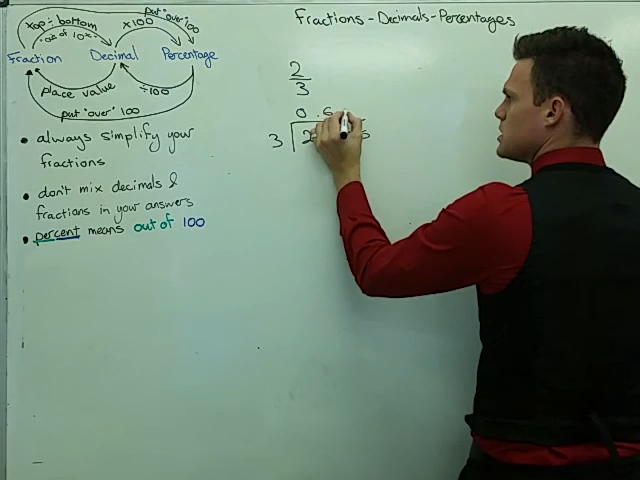 Fractions - Decimals - Percentages
put "over" 100
top ÷ bottom
x100
Fraction
Decimal
Percentage
place value
÷100
put "over" 100
• always simplify your
fractions
• don't mix decimals &
fractions in your answers
• percent means out of 100
2
3
0.6
3 2